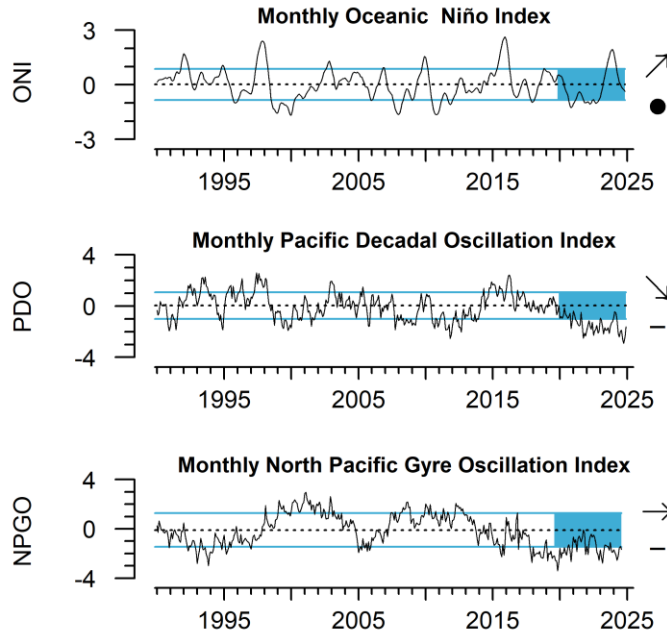 Monthly Oceanic  Niño Index
ONI
3
0
-3
1995 2005 2015 2025
Monthly Pacific Decadal Oscillation Index
PDO
4
0
-4
1995 2005 2015 2025
Monthly North Pacific Gyre Oscillation Index
NPGO
4
0
-4
1995 2005 2015 2025